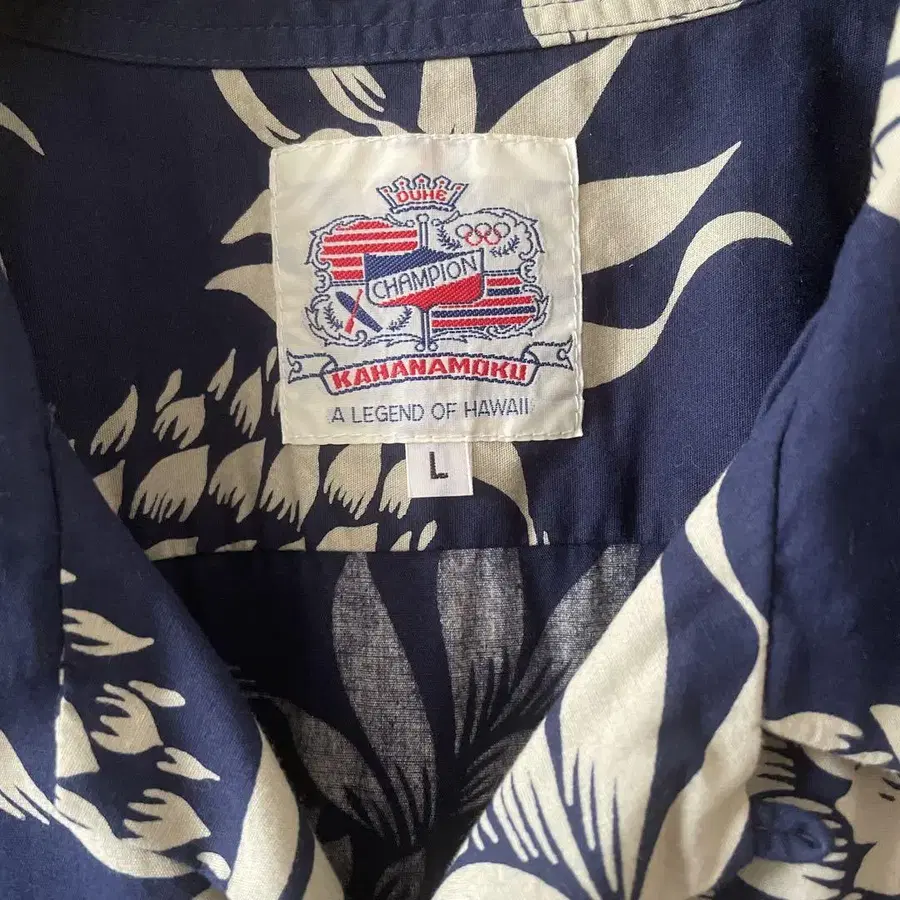 DUKE
CHAMPION
KAHANAMOKU
A LEGEND OF HAWAII
L